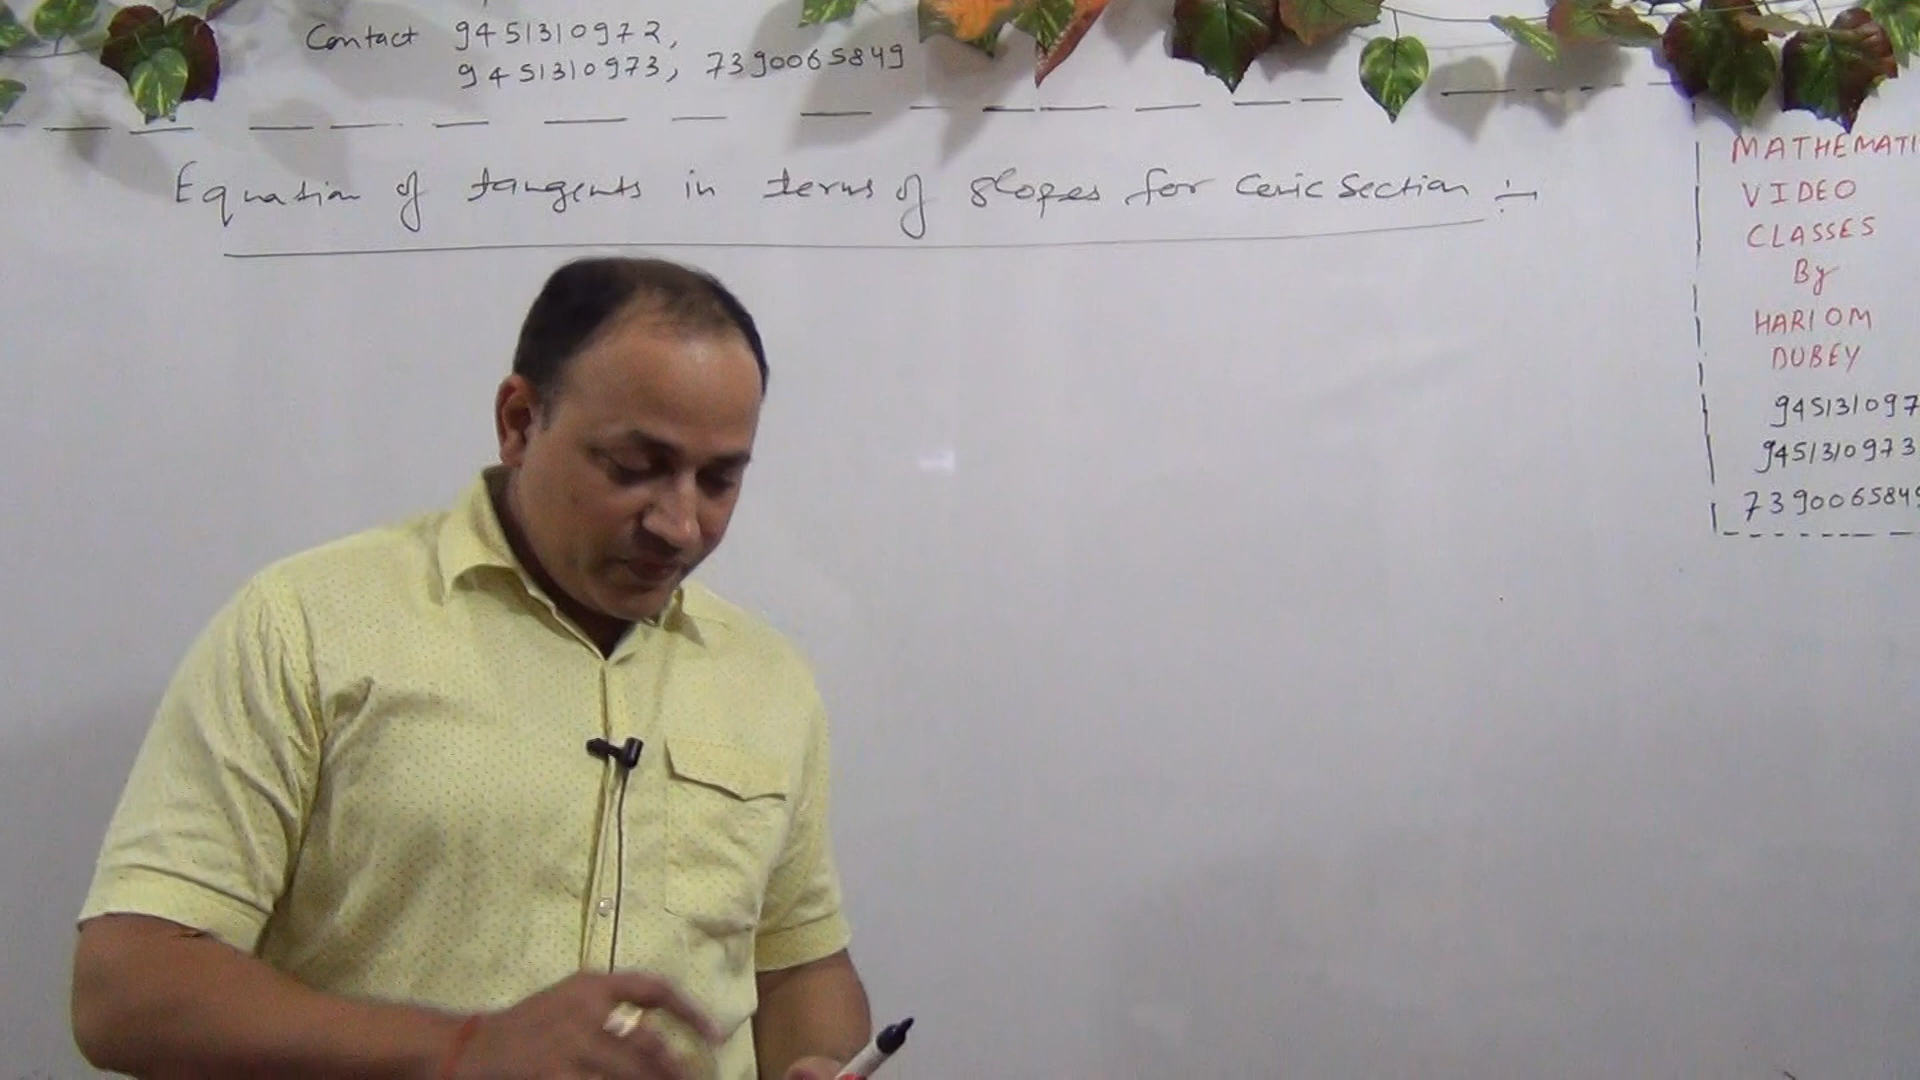 Contact 9451310972,
9451310973, 7390065849
Equation of tangents in terms of slopes for Conic Section :-
MATHEMATI
VIDEO
CLASSES
By
HARIOM
DUBEY
945131097
9451310973
7390065849